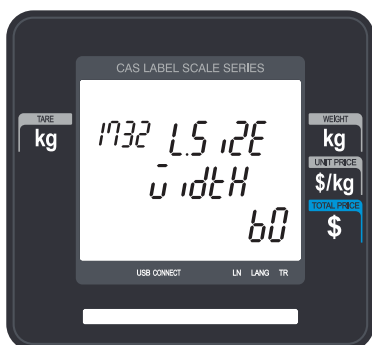 CAS LABEL SCALE SERIES
TARE
kg
1732 L.SiZE
widtH
60
WEIGHT
kg
UNIT PRICE
$/kg
TOTAL PRICE
$
USB CONNECT LN LANG TR